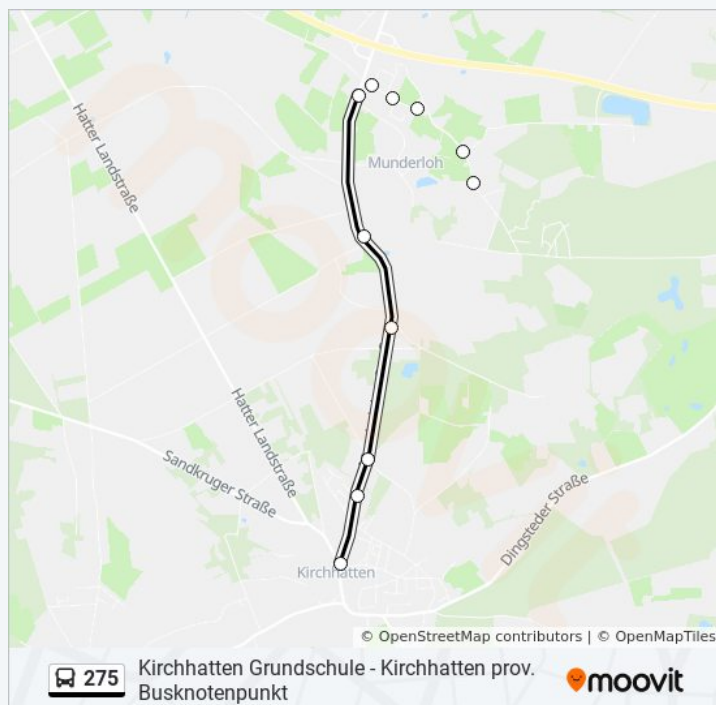 Hatter Landstraße
Munderloh
Hatter Landstraße
Sandkruger Straße
Dingsteder Straße
Kirchhatten
© OpenStreetMap contributors | © OpenMapTiles
275
Kirchhatten Grundschule - Kirchhatten prov.
Busknotenpunkt
moovit